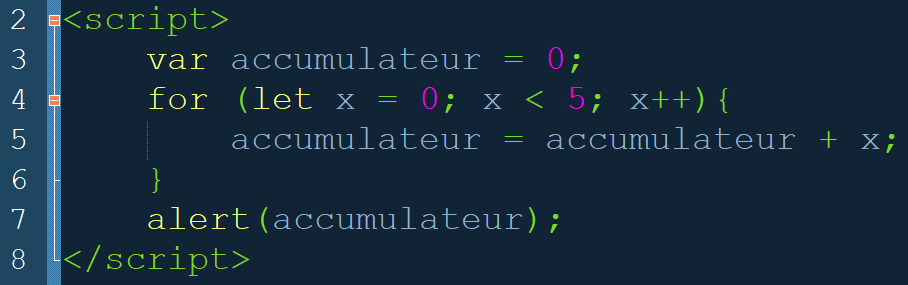 2 <script>
3     var accumulateur = 0;
4     for (let x = 0; x < 5; x++){
5         accumulateur = accumulateur + x;
6     }
7     alert(accumulateur);
8 </script>